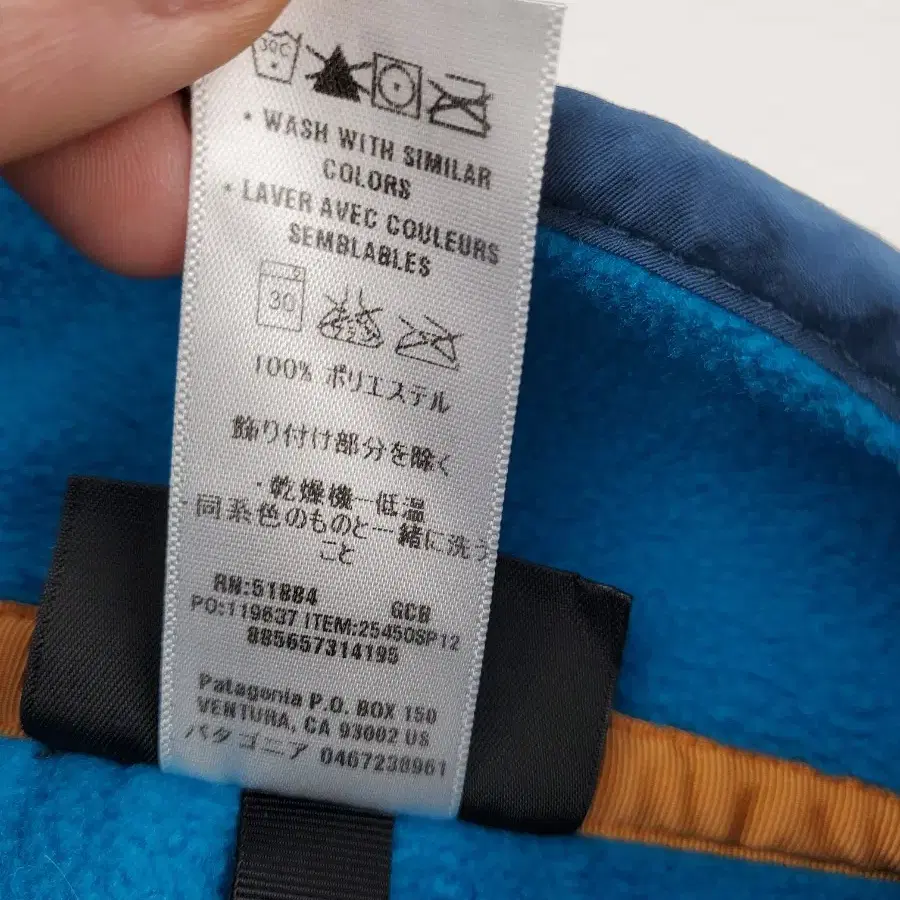 30C
• WASH WITH SIMILAR
COLORS
• LAVER AVEC COULEURS
SEMBLABLES
30
100% ポリエステル
飾り付け部分を除く
・乾燥機一低温
・同系色のものと一緒に洗う
こと
RN:51884 GCB
PO:119637 ITEM:25450SP12
885657314195
Patagonia P.O. BOX 150
VENTURA, CA 93002 US
パタゴニア 0467238961